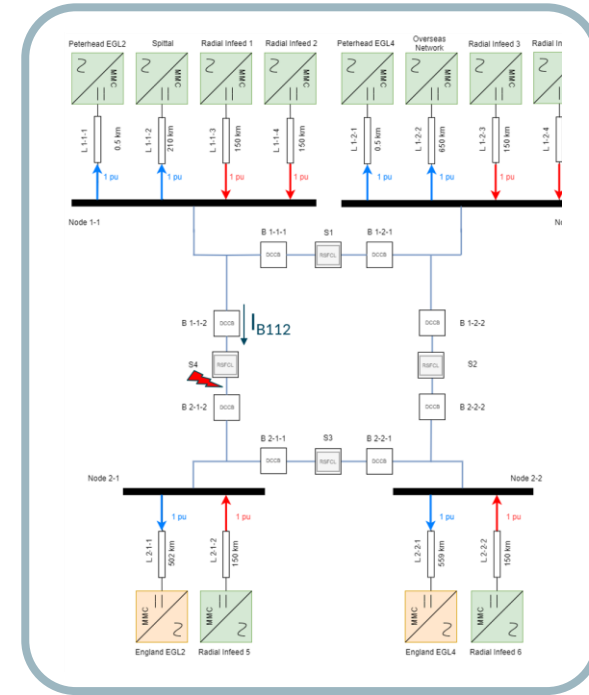 Peterhead EGL2
Spittal
Radial Infeed 1
Radial Infeed 2
Peterhead EGL4
Overseas
Network
Radial Infeed 3
Radial In
MMC
MMC
MMC
MMC
MMC
MMC
MMC
MMC
L 1-1-1
0.5 km
L 1-1-2
210 km
L 1-1-3
150 km
L 1-1-4
150 km
L 1-2-1
0.5 km
L 1-2-2
650 km
L 1-2-3
150 km
L 1-2-4
1 pu
1 pu
1 pu
1 pu
1 pu
1 pu
1 pu
Node 1-1
B 1-1-1
S1
B 1-2-1
DCCB
RSFCL
DCCB
B 1-1-2
DCCB
I B112
B 1-2-2
DCCB
S4
RSFCL
RSFCL
S2
B 2-1-2
DCCB
DCCB
B 2-2-2
B 2-1-1
S3
B 2-2-1
DCCB
RSFCL
DCCB
Node 2-1
Node 2-2
1 pu
1 pu
1 pu
1 pu
L 2-1-1
502 km
L 2-1-2
150 km
L 2-2-1
559 km
L 2-2-2
150 km
MMC
MMC
MMC
MMC
England EGL2
Radial Infeed 5
England EGL4
Radial Infeed 6